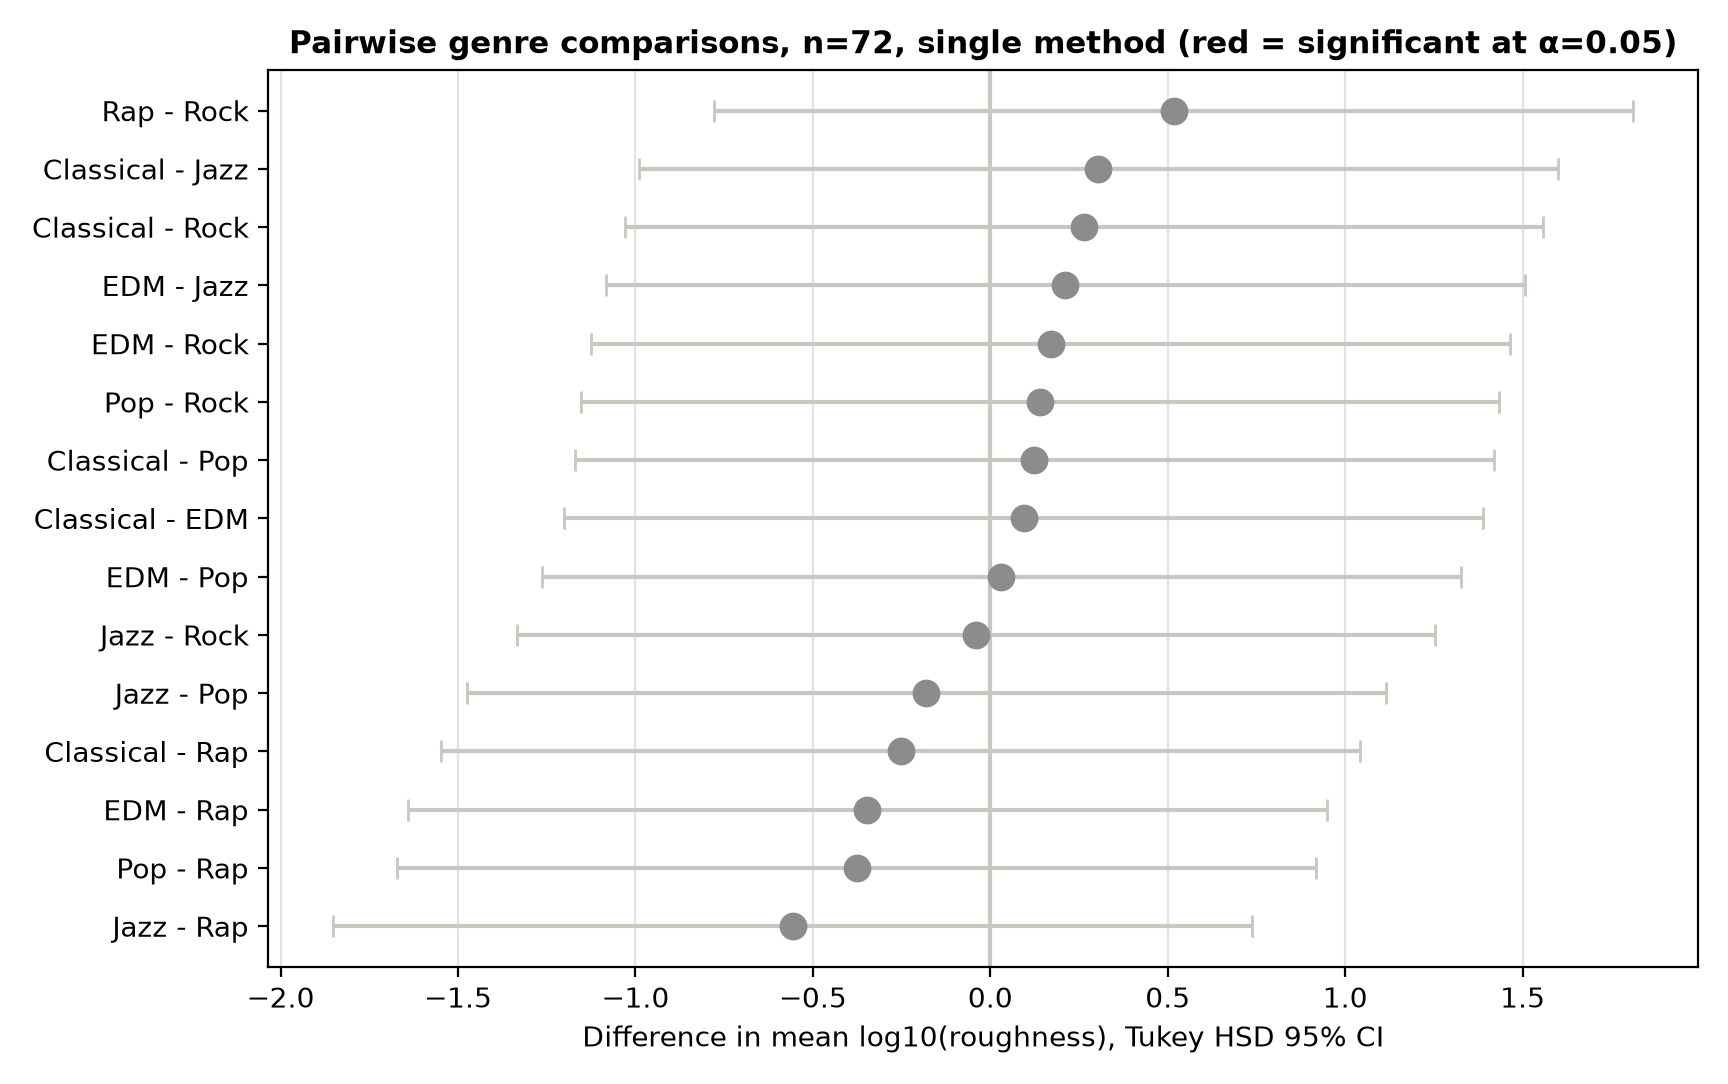 Pairwise genre comparisons, n=72, single method (red = significant at α=0.05)
Rap - Rock
Classical - Jazz
Classical - Rock
EDM - Jazz
EDM - Rock
Pop - Rock
Classical - Pop
Classical - EDM
EDM - Pop
Jazz - Rock
Jazz - Pop
Classical - Rap
EDM - Rap
Pop - Rap
Jazz - Rap
−2.0 −1.5 −1.0 −0.5 0.0 0.5 1.0 1.5
Difference in mean log10(roughness), Tukey HSD 95% CI